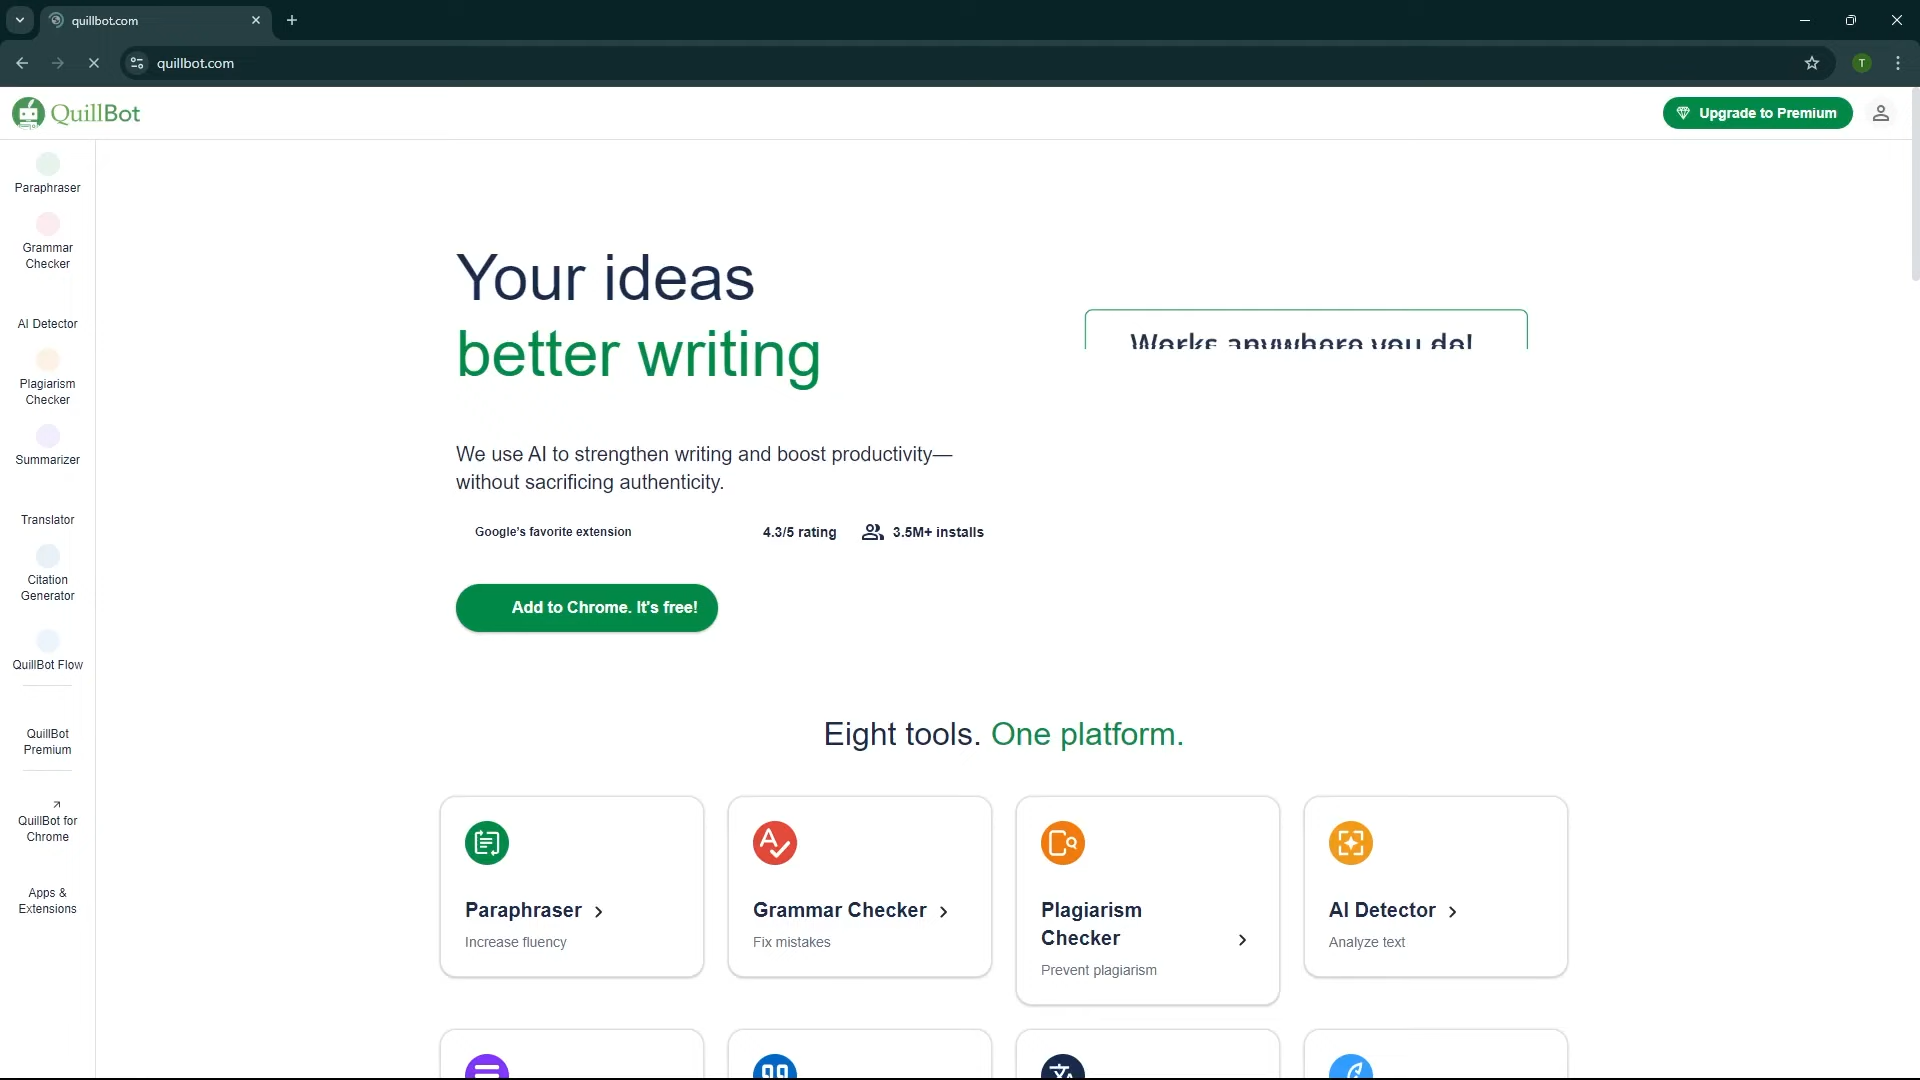 quillbot.com
quillbot.com
T
QuillBot
Upgrade to Premium
Paraphraser
Grammar
Checker
AI Detector
Plagiarism
Checker
Summarizer
Translator
Citation
Generator
QuillBot Flow
QuillBot
Premium
QuillBot for
Chrome
Apps &
Extensions
Your ideas
better writing
Works anywhere you do!
We use AI to strengthen writing and boost productivity—
without sacrificing authenticity.
Google's favorite extension
4.3/5 rating
3.5M+ installs
Add to Chrome. It's free!
Eight tools. One platform.
Paraphraser
Increase fluency
Grammar Checker
Fix mistakes
Plagiarism
Checker
Prevent plagiarism
AI Detector
Analyze text